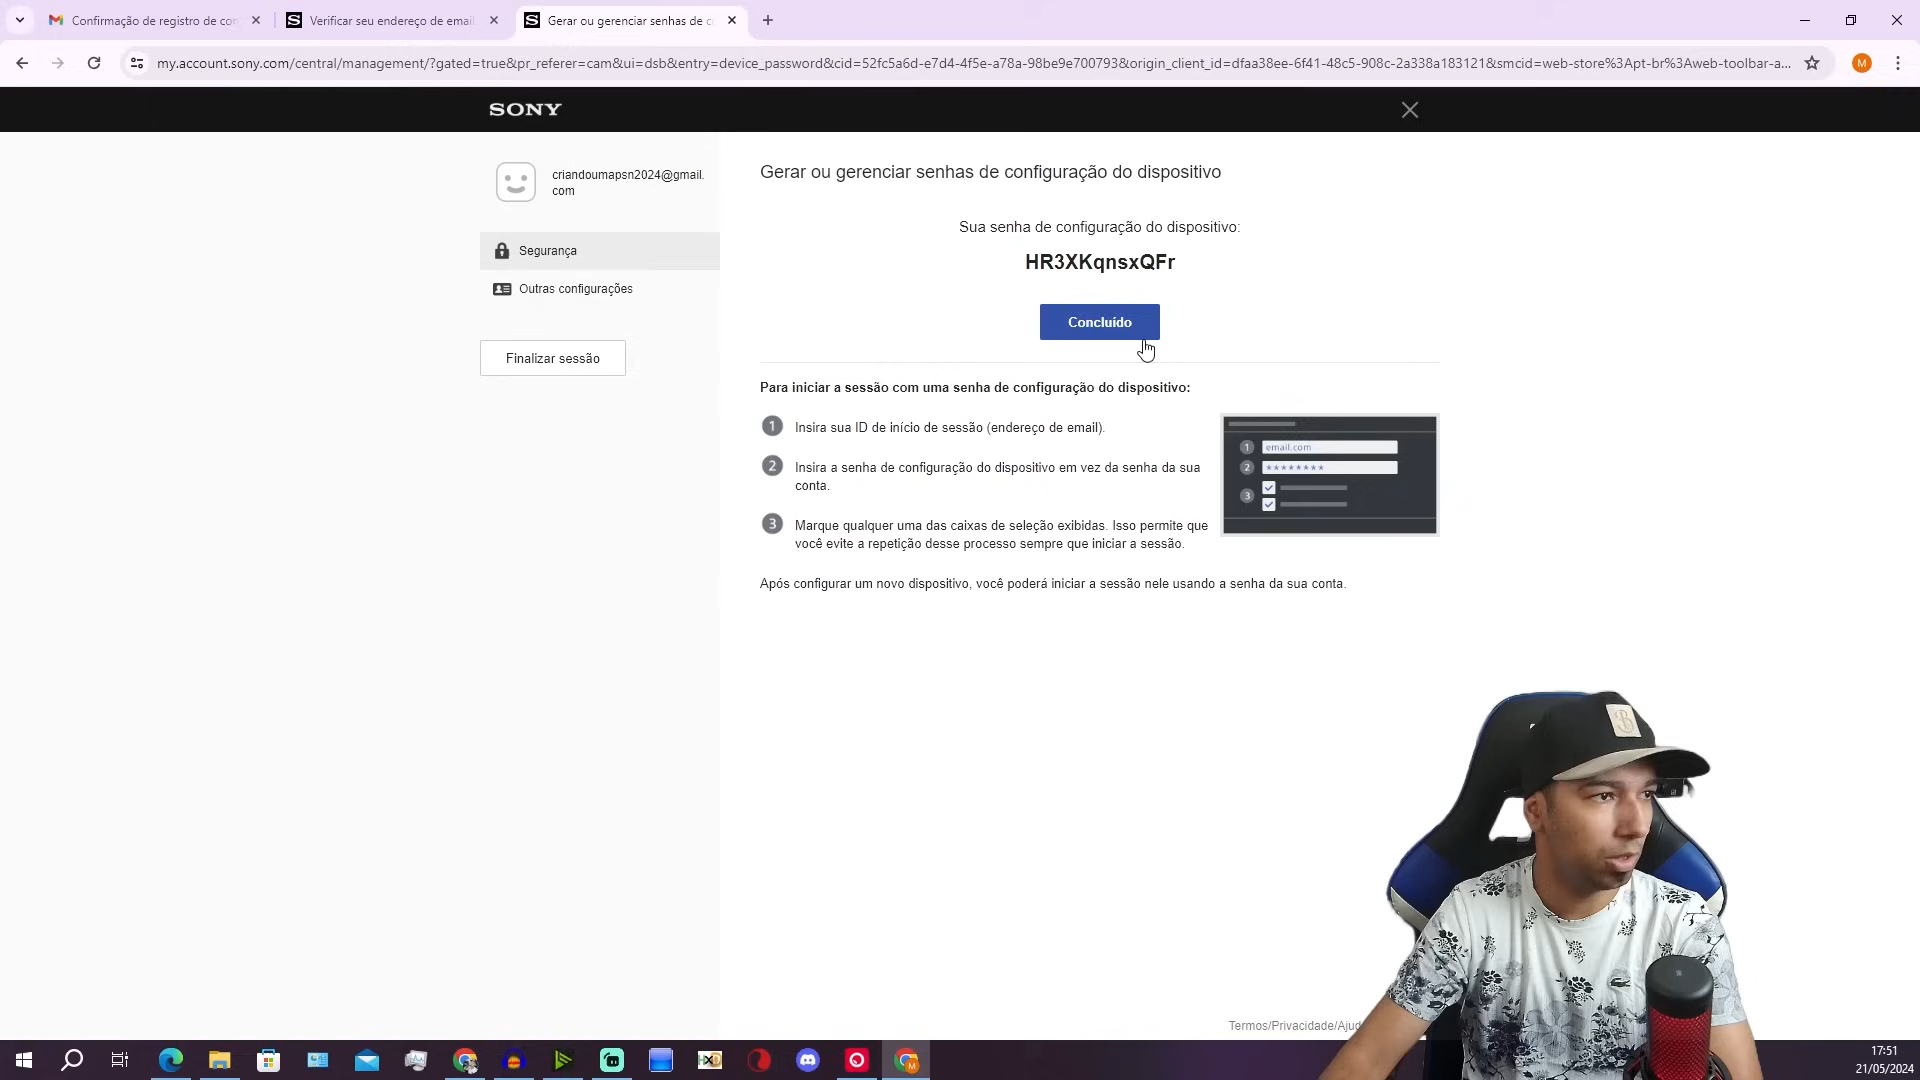 Confirmação de registro de co
Verificar seu endereço de email
Gerar ou gerenciar senhas de c
my.account.sony.com/central/management/?gated=true&pr_referer=cam&ui=dsb&entry=device_password&cid=52fc5a6d-e7d4-4f5e-a78a-98be9e700793&origin_client_id=dfaa38ee-6f41-48c5-908c-2a338a183121&smcid=web-store%3Apt-br%3Aweb-toolbar-a...
M
SONY
criandoumapsn2024@gmail.
com
Segurança
Outras configurações
Finalizar sessão
Gerar ou gerenciar senhas de configuração do dispositivo
Sua senha de configuração do dispositivo:
HR3XKqnsxQFr
Concluído
Para iniciar a sessão com uma senha de configuração do dispositivo:
1 Insira sua ID de início de sessão (endereço de email).
2 Insira a senha de configuração do dispositivo em vez da senha da sua
conta.
3 Marque qualquer uma das caixas de seleção exibidas. Isso permite que
você evite a repetição desse processo sempre que iniciar a sessão.
1 email.com
2 ********
3
Após configurar um novo dispositivo, você poderá iniciar a sessão nele usando a senha da sua conta.
Termos/Privacidade/Ajud
17:51
21/05/2024